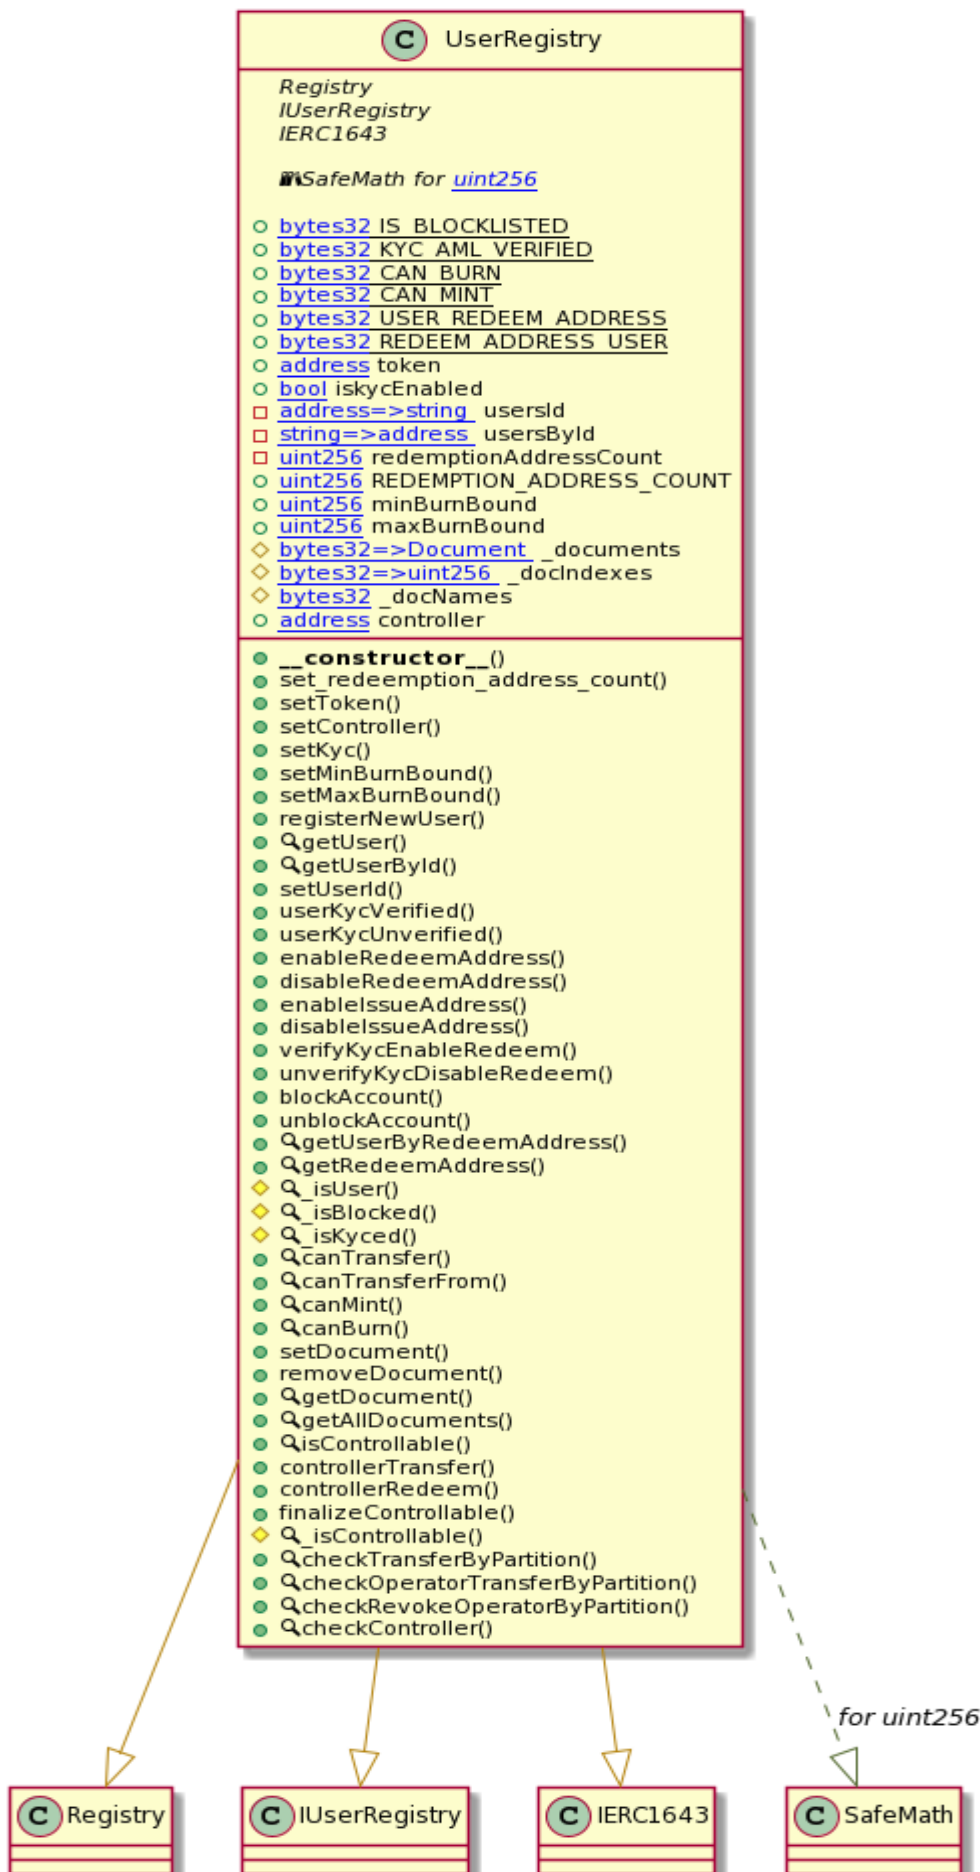 C UserRegistry
Registry
IUserRegistry
IERC1643
SafeMath for uint256
bytes32 IS_BLOCKLISTED
bytes32 KYC_AML_VERIFIED
bytes32 CAN_BURN
bytes32 CAN_MINT
bytes32 USER_REDEEM_ADDRESS
bytes32 REDEEM_ADDRESS_USER
address token
bool iskycEnabled
address=>string usersId
string=>address usersById
uint256 redemptionAddressCount
uint256 REDEMPTION_ADDRESS_COUNT
uint256 minBurnBound
uint256 maxBurnBound
bytes32=>Document _documents
bytes32=>uint256 _docIndexes
bytes32 _docNames
address controller
__constructor__()
set_redeemption_address_count()
setToken()
setController()
setKyc()
setMinBurnBound()
setMaxBurnBound()
registerNewUser()
getUser()
getUserById()
setUserId()
userKycVerified()
userKycUnverified()
enableRedeemAddress()
disableRedeemAddress()
enableIssueAddress()
disableIssueAddress()
verifyKycEnableRedeem()
unverifyKycDisableRedeem()
blockAccount()
unblockAccount()
getUserByRedeemAddress()
getRedeemAddress()
_isUser()
_isBlocked()
_isKyced()
canTransfer()
canTransferFrom()
canMint()
canBurn()
setDocument()
removeDocument()
getDocument()
getAllDocuments()
isControllable()
controllerTransfer()
controllerRedeem()
finalizeControllable()
_isControllable()
checkTransferByPartition()
checkOperatorTransferByPartition()
checkRevokeOperatorByPartition()
checkController()
for uint256
C Registry
C IUserRegistry
C IERC1643
C SafeMath